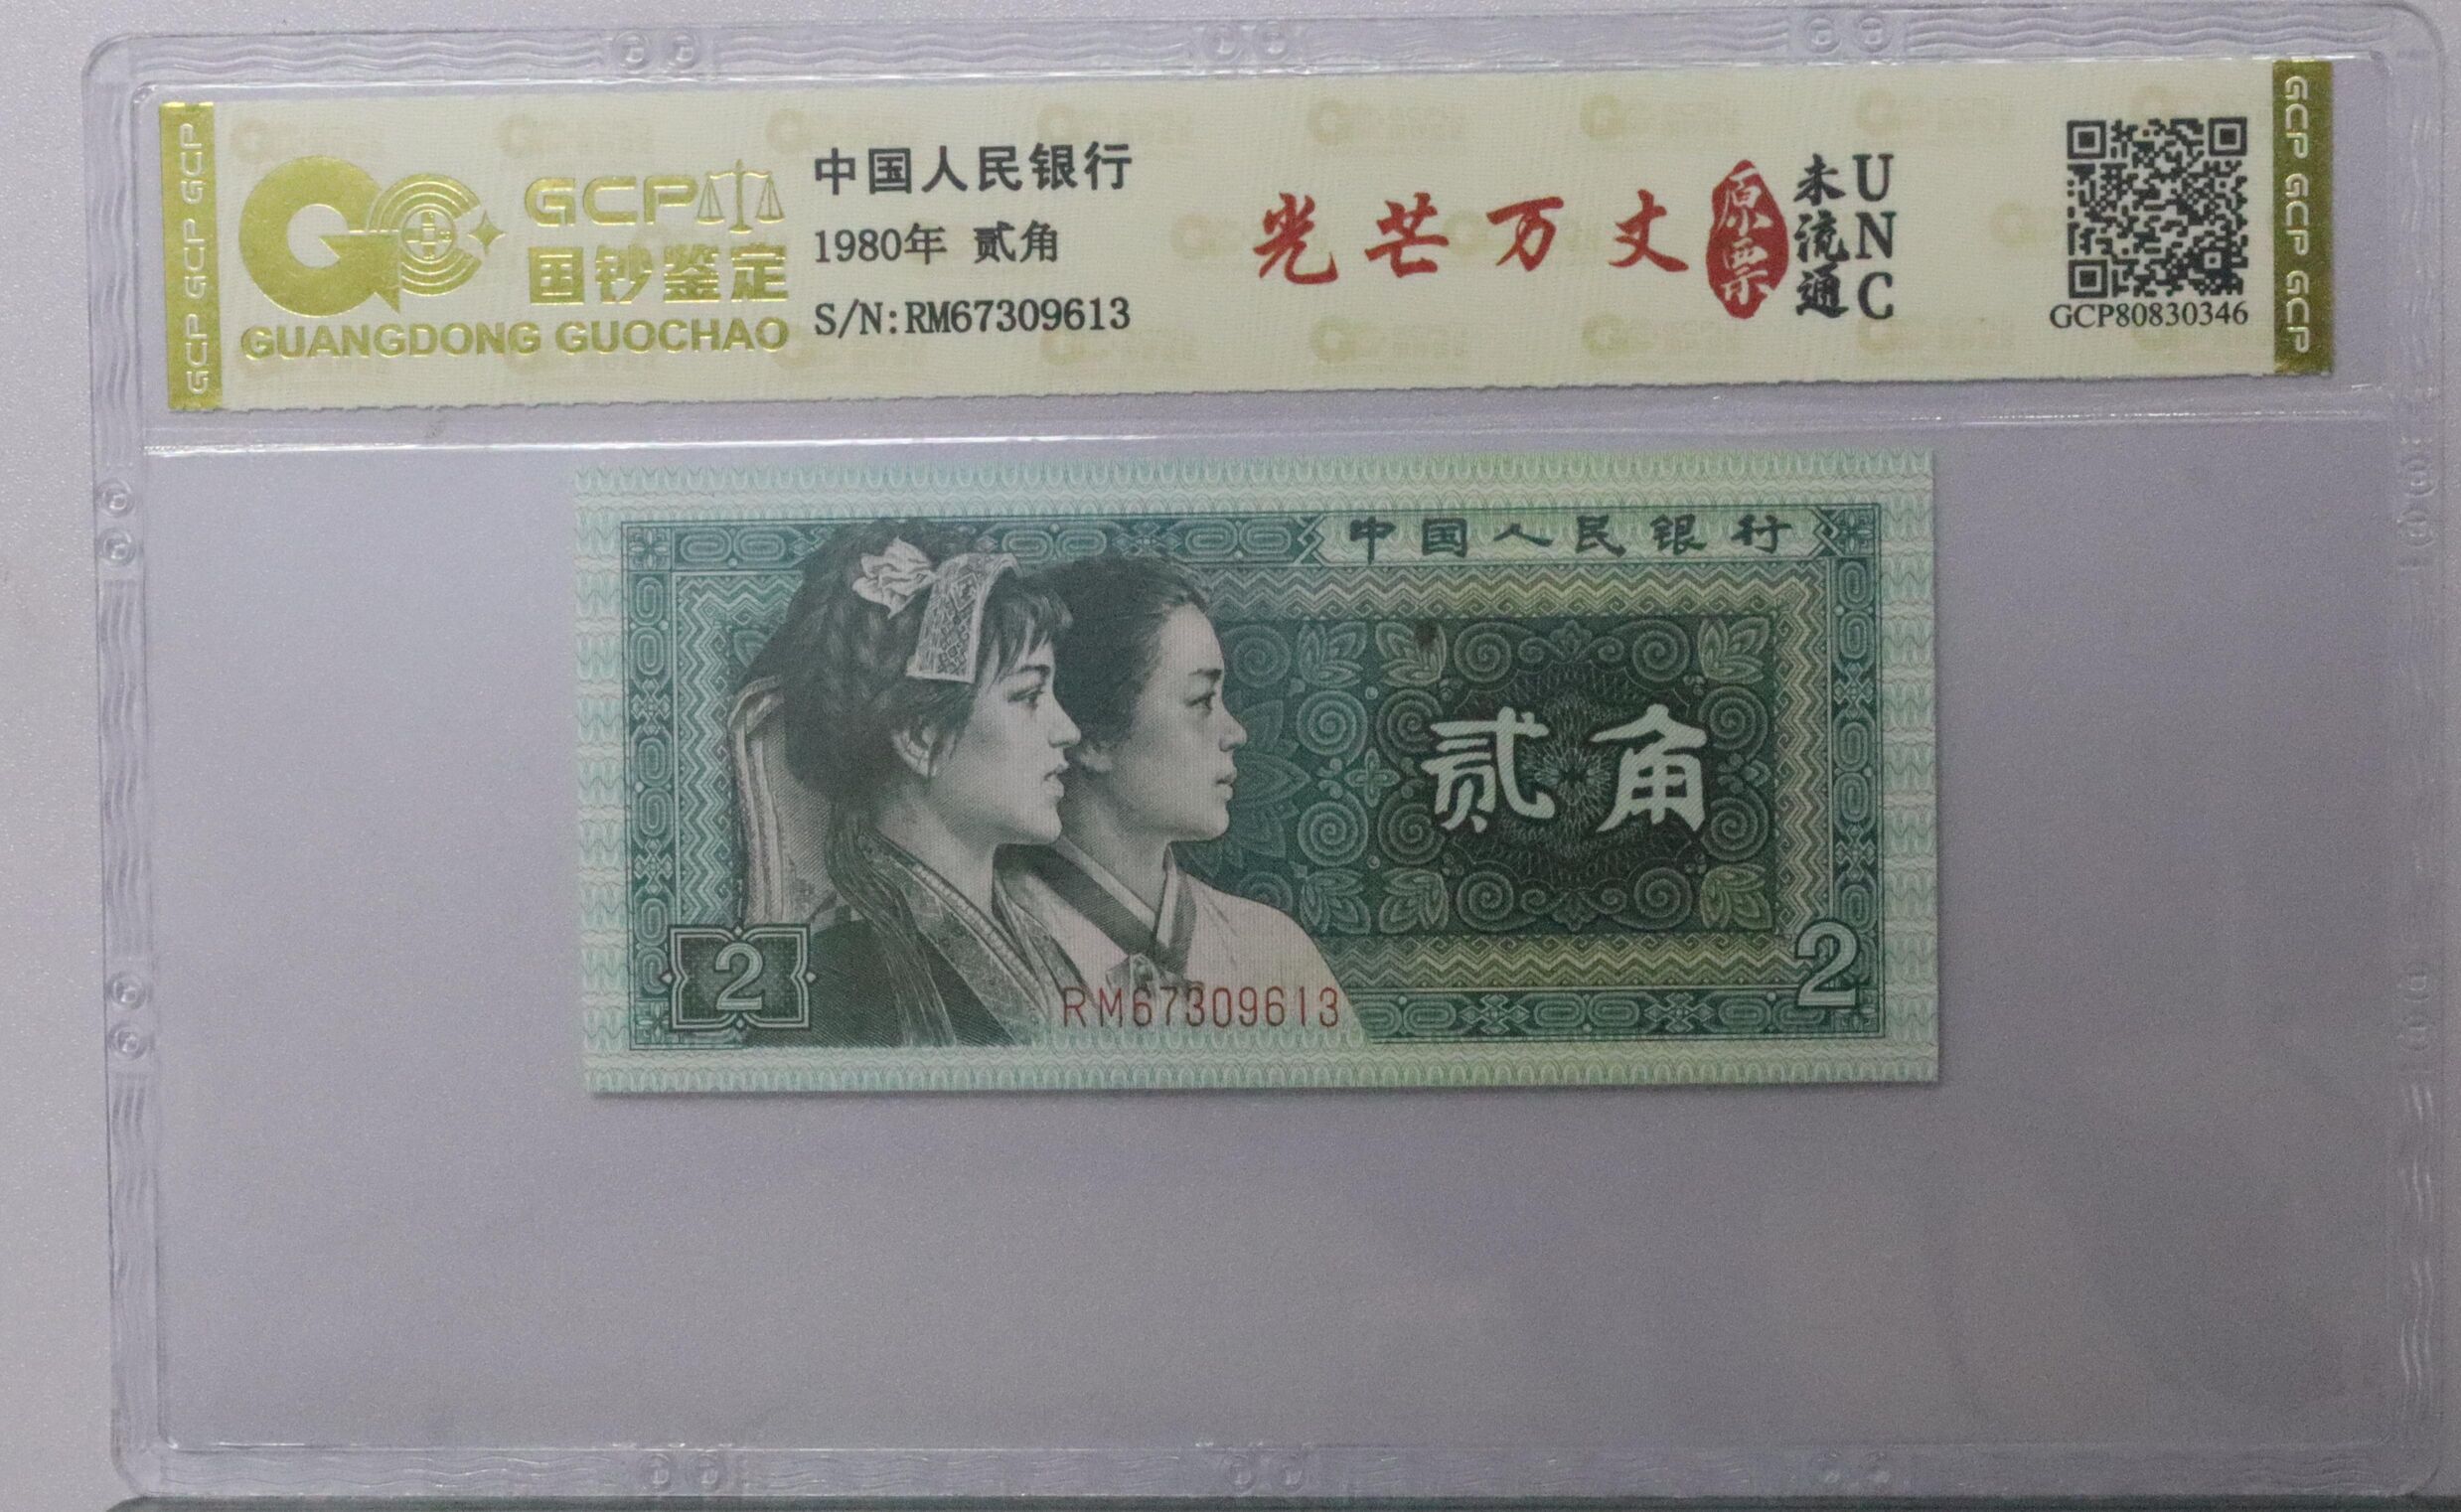 GCP GCP GCP
GCP
国钞鉴定
GUANGDONG GUOCHAO
中国人民银行
1980年 贰角
S/N:RM67309613
光芒万丈
原票
未流通
UNC
GCP80830346
GCP GCP GCP
中国人民银行
贰角
2
RM67309613
2